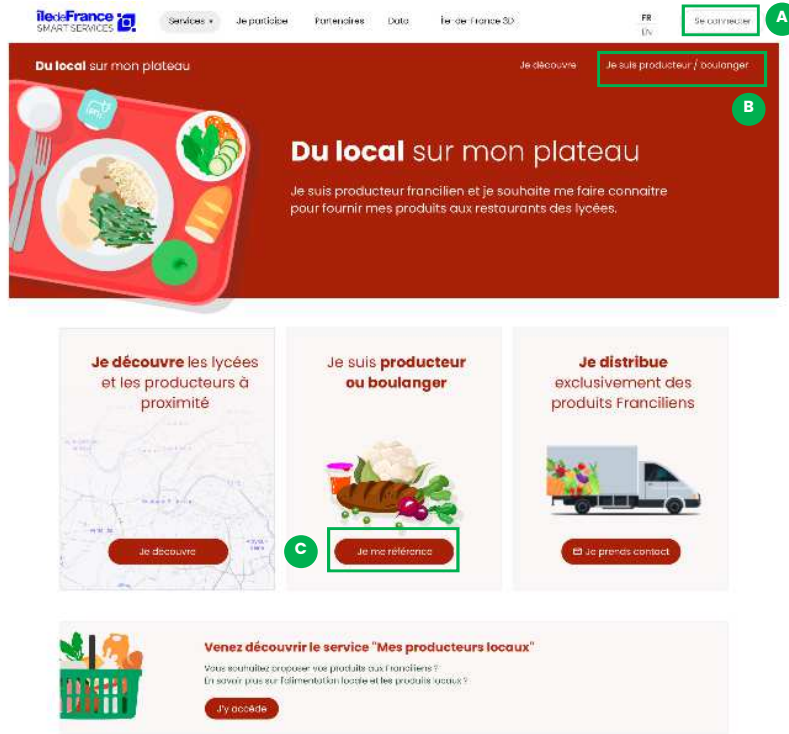 île de France
SMART SERVICES
Services
Je participe
Partenaires
Data
Île-de-France 3D
FR
EN
Se connecter
A
Du local sur mon plateau
Je découvre
Je suis producteur / boulanger
B
Du local sur mon plateau
Je suis producteur francilien et je souhaite me faire connaitre
pour fournir mes produits aux restaurants des lycées.
Je découvre les lycées
et les producteurs à
proximité
Je découvre
Je suis producteur
ou boulanger
C
Je me référence
Je distribue
exclusivement des
produits Franciliens
Je prends contact
Venez découvrir le service "Mes producteurs locaux"
Vous souhaitez proposer vos produits aux Franciliens ?
En savoir plus sur l'alimentation locale et les produits locaux ?
J'y accède